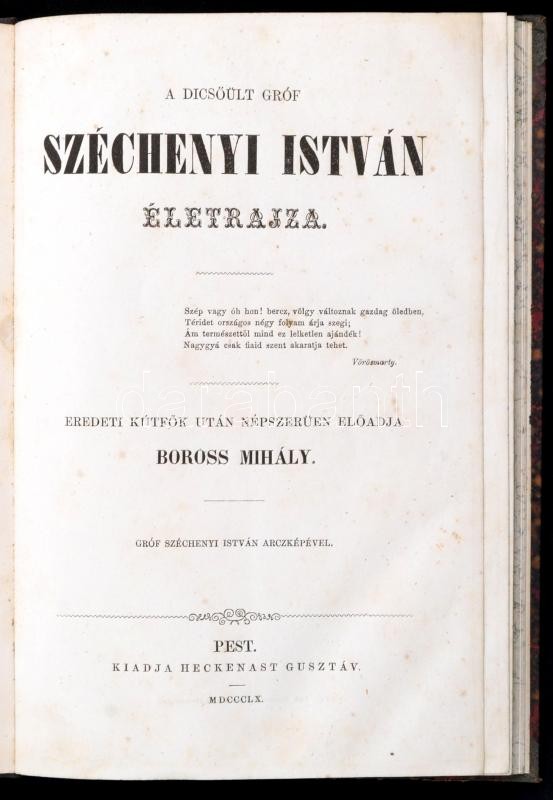 A DICSŐÜLT GRÓF
SZÉCHENYI ISTVÁN
ÉLETRAJZA.
Szép vagy óh hon! bercz, völgy változnak gazdag öledben,
Téridet országos négy folyam árja szegi;
Ám természettől mind ez lelketlen ajándék!
Nagygyá csak fiaid szent akaratja tehet.
Vörösmarty.
darabanth
EREDETI KÚTFŐK UTÁN NÉPSZERÜEN ELŐADJA
BOROSS MIHÁLY.
GRÓF SZÉCHENYI ISTVÁN ARCZKÉPÉVEL.
PEST.
KIADJA HECKENAST GUSZTÁV.
MDCCCLX.